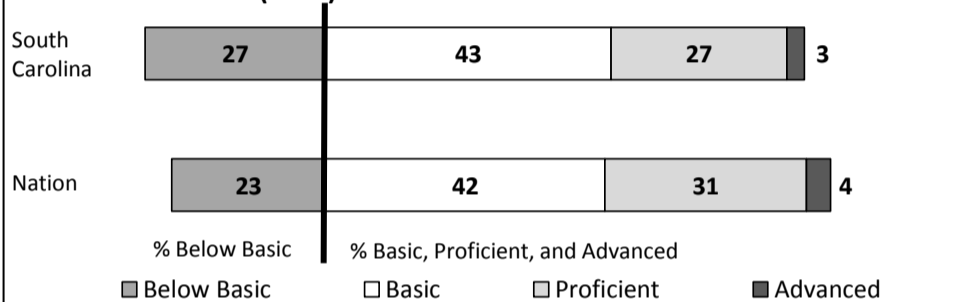 South
Carolina
27 43 27 3
Nation
23 42 31 4
% Below Basic % Basic, Proficient, and Advanced
Below Basic Basic Proficient Advanced